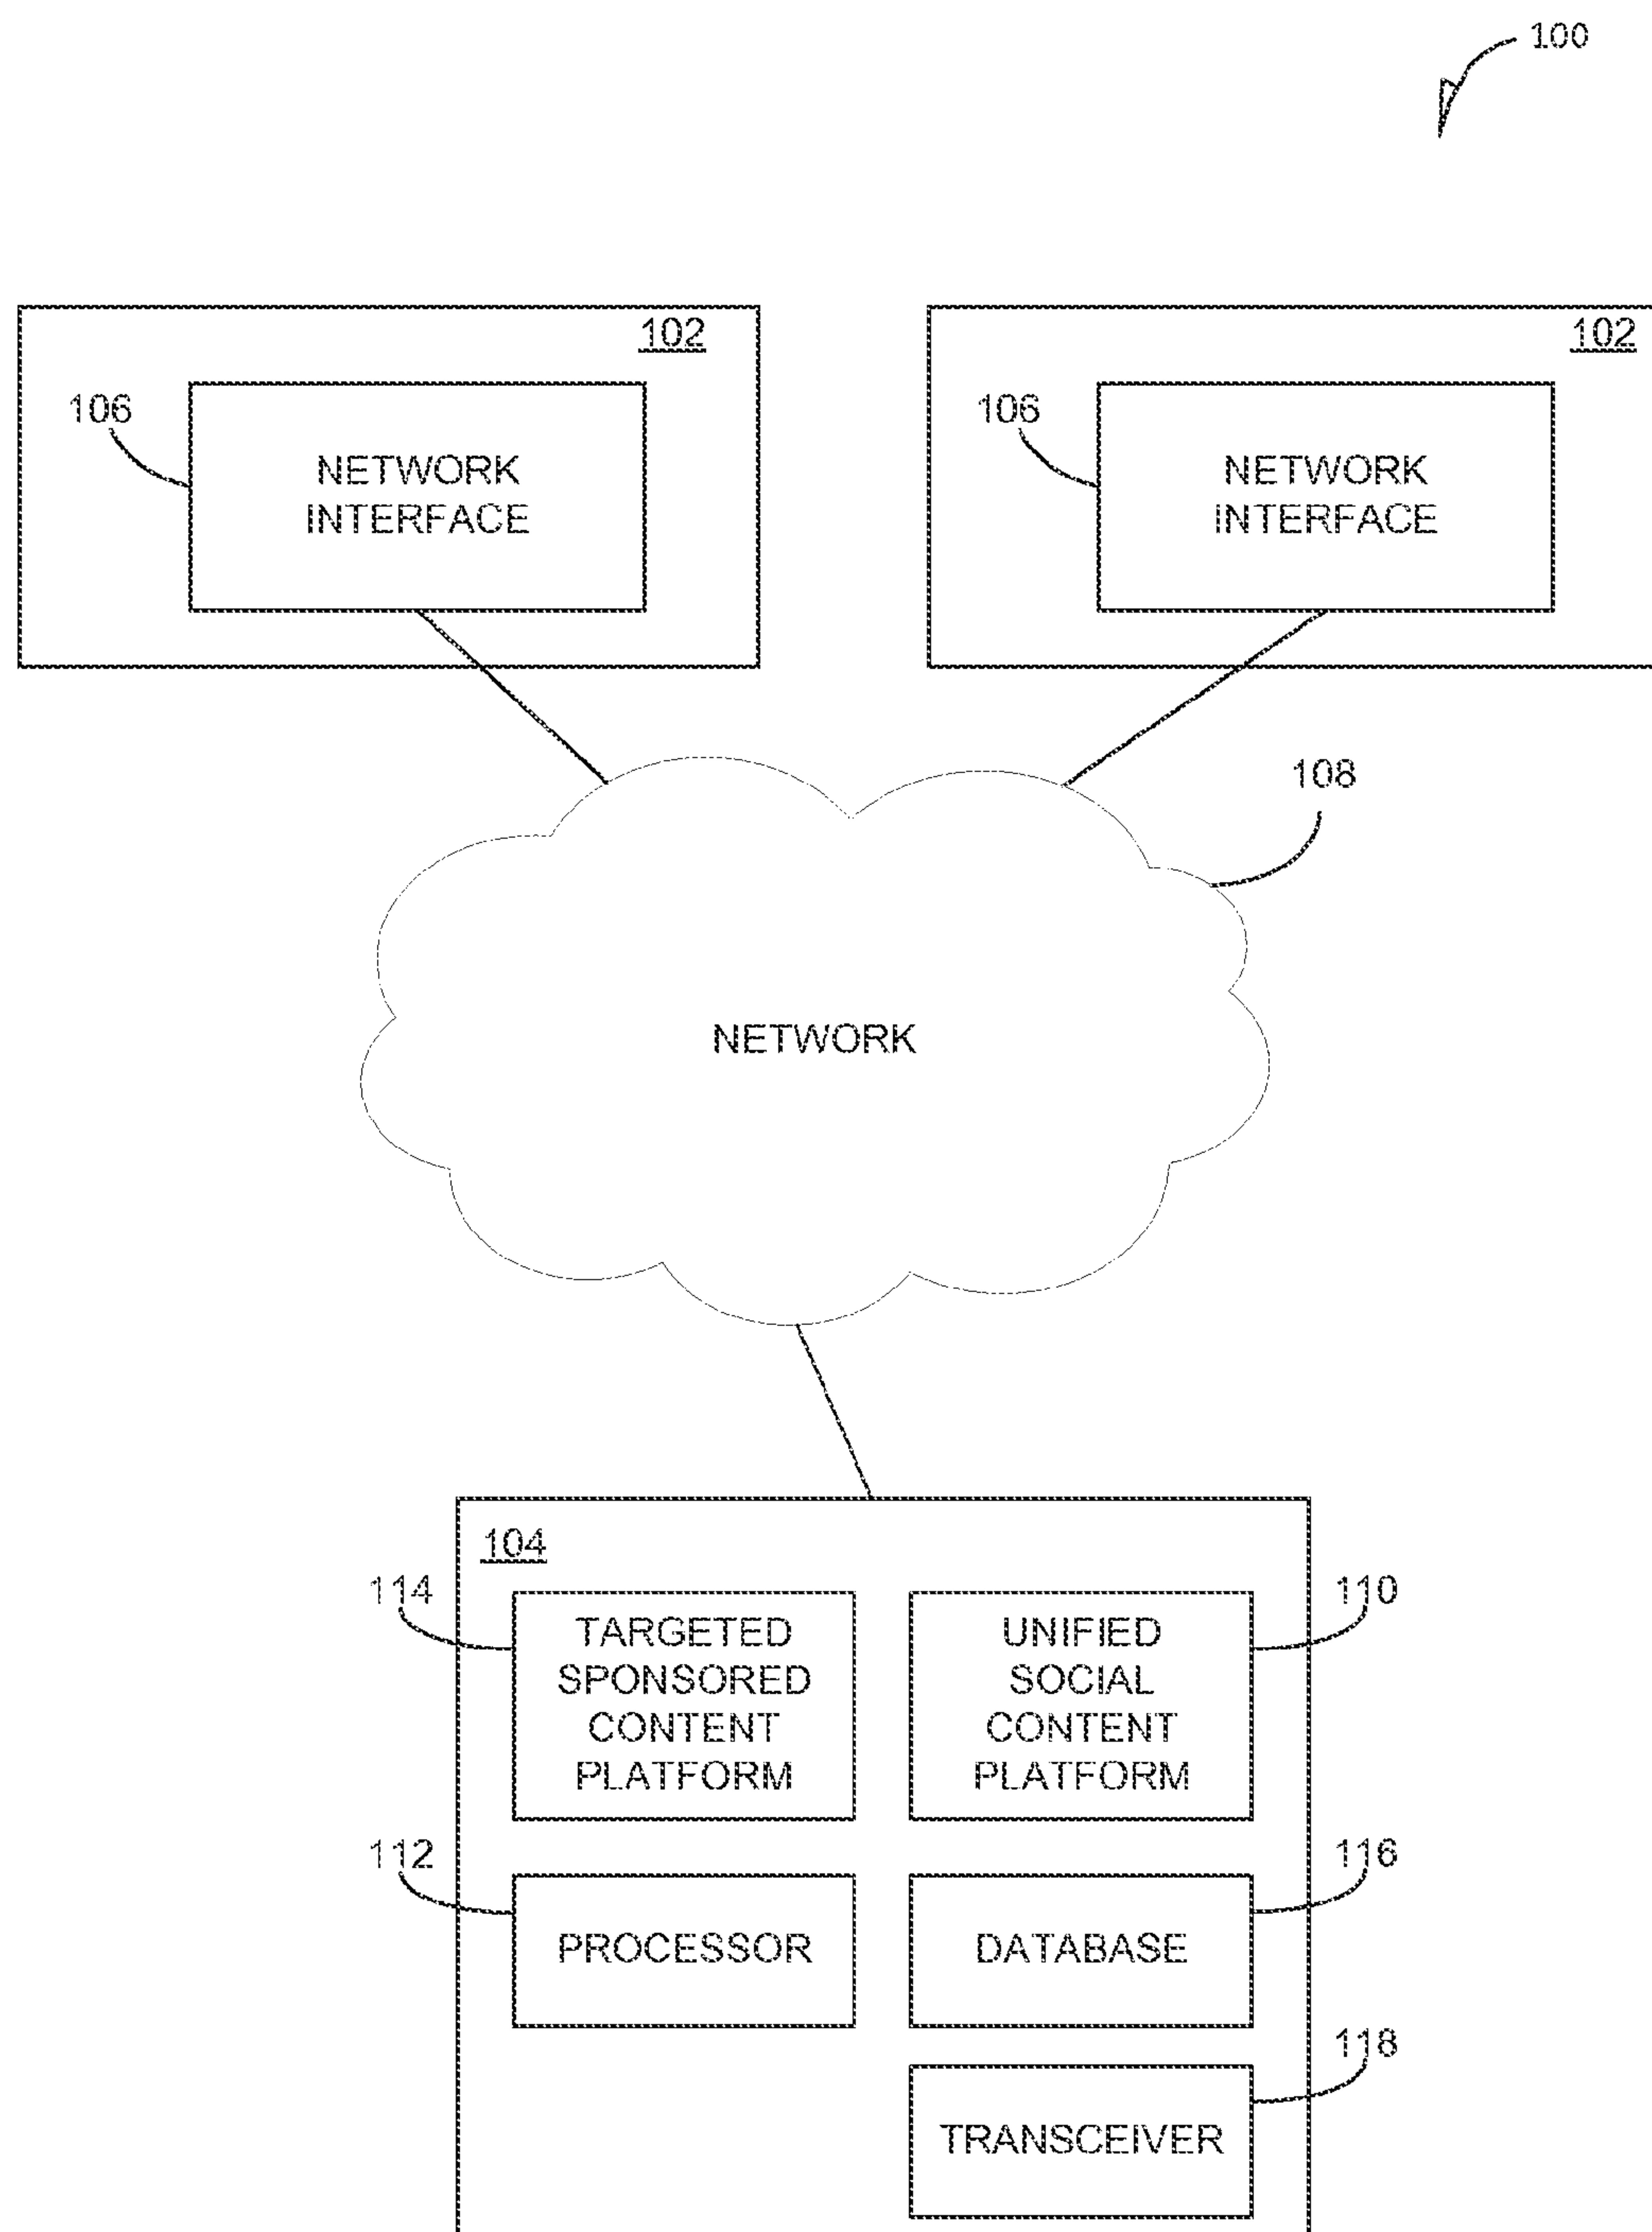 100
102
102
106
NETWORK
INTERFACE
106
NETWORK
INTERFACE
108
NETWORK
104
114
TARGETED
SPONSORED
CONTENT
PLATFORM
UNIFIED
SOCIAL
CONTENT
PLATFORM
110
112
PROCESSOR
DATABASE
116
118
TRANSCEIVER